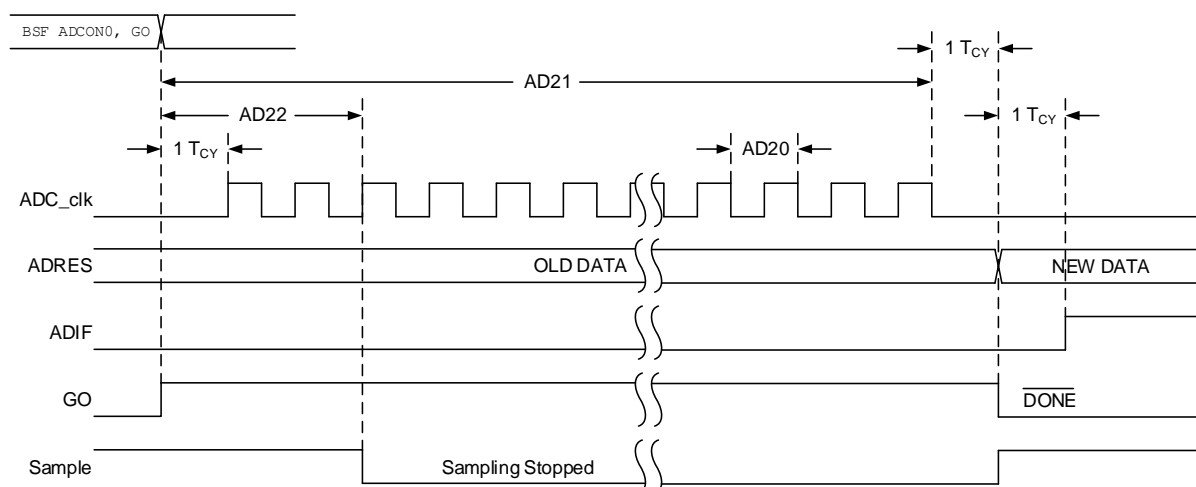 BSF ADCON0, GO
1 TCY
AD21
AD22
1 TCY
1 TCY
AD20
ADC_clk
ADRES
OLD DATA
NEW DATA
ADIF
GO
DONE
Sample
Sampling Stopped